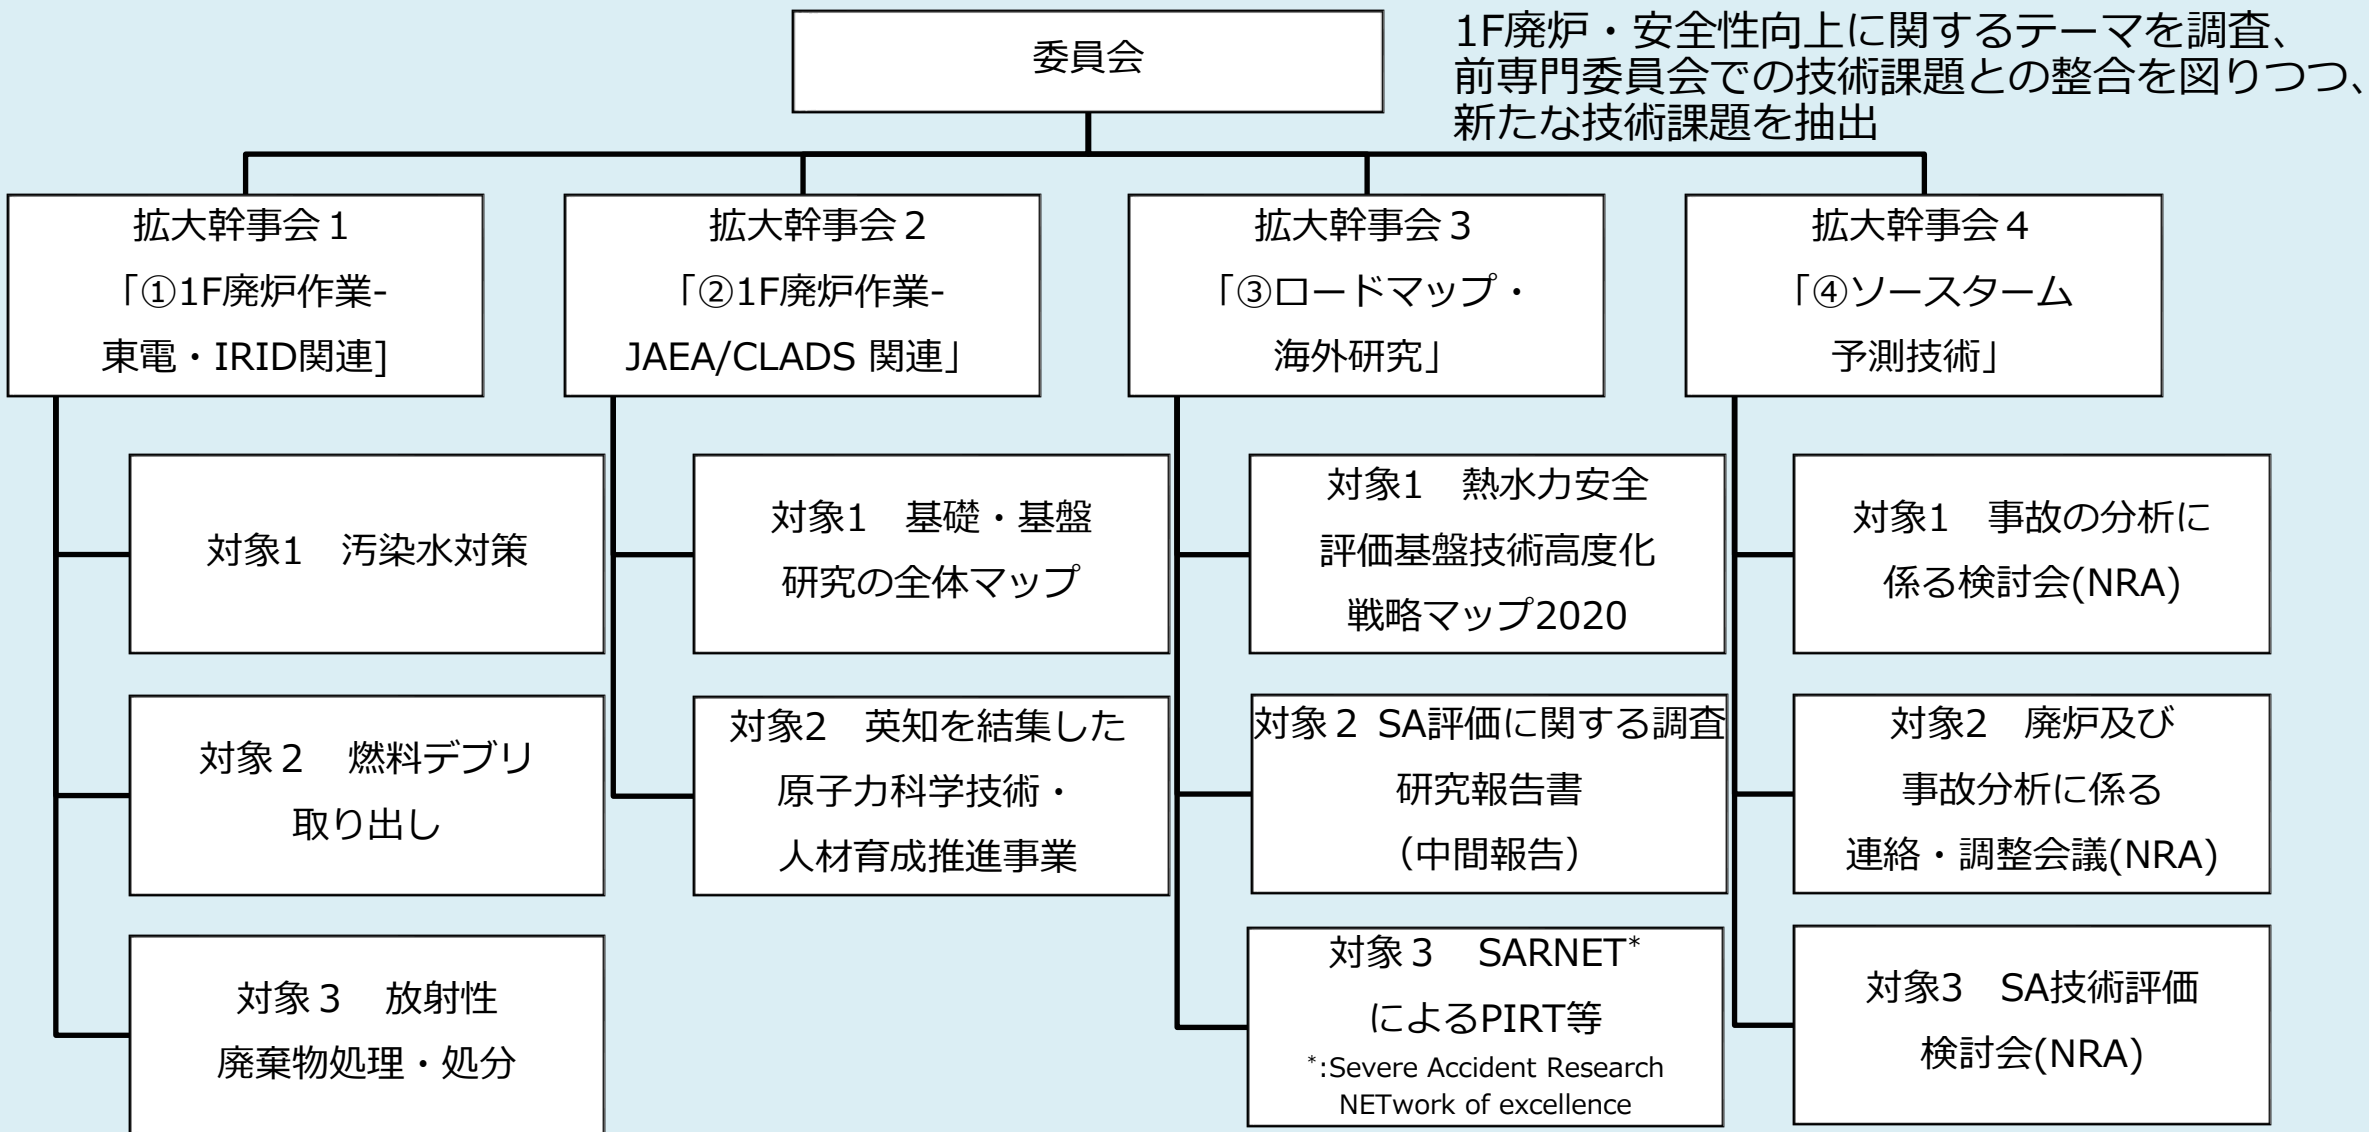 委員会
1F廃炉・安全性向上に関するテーマを調査、
前専門委員会での技術課題との整合を図りつつ、
新たな技術課題を抽出
拡大幹事会１
「①1F廃炉作業-
東電・IRID関連]
対象1　汚染水対策
対象２　燃料デブリ
取り出し
対象３　放射性
廃棄物処理・処分
拡大幹事会２
「②1F廃炉作業-
JAEA/CLADS 関連」
対象1　基礎・基盤
研究の全体マップ
対象2　英知を結集した
原子力科学技術・
人材育成推進事業
拡大幹事会３
「③ロードマップ・
海外研究」
対象1　熱水力安全
評価基盤技術高度化
戦略マップ2020
対象２ SA評価に関する調査
研究報告書
（中間報告）
対象３　SARNET*
によるPIRT等
*:Severe Accident Research
NETwork of excellence
拡大幹事会４
「④ソースターム
予測技術」
対象1　事故の分析に
係る検討会(NRA)
対象2　廃炉及び
事故分析に係る
連絡・調整会議(NRA)
対象3　SA技術評価
検討会(NRA)